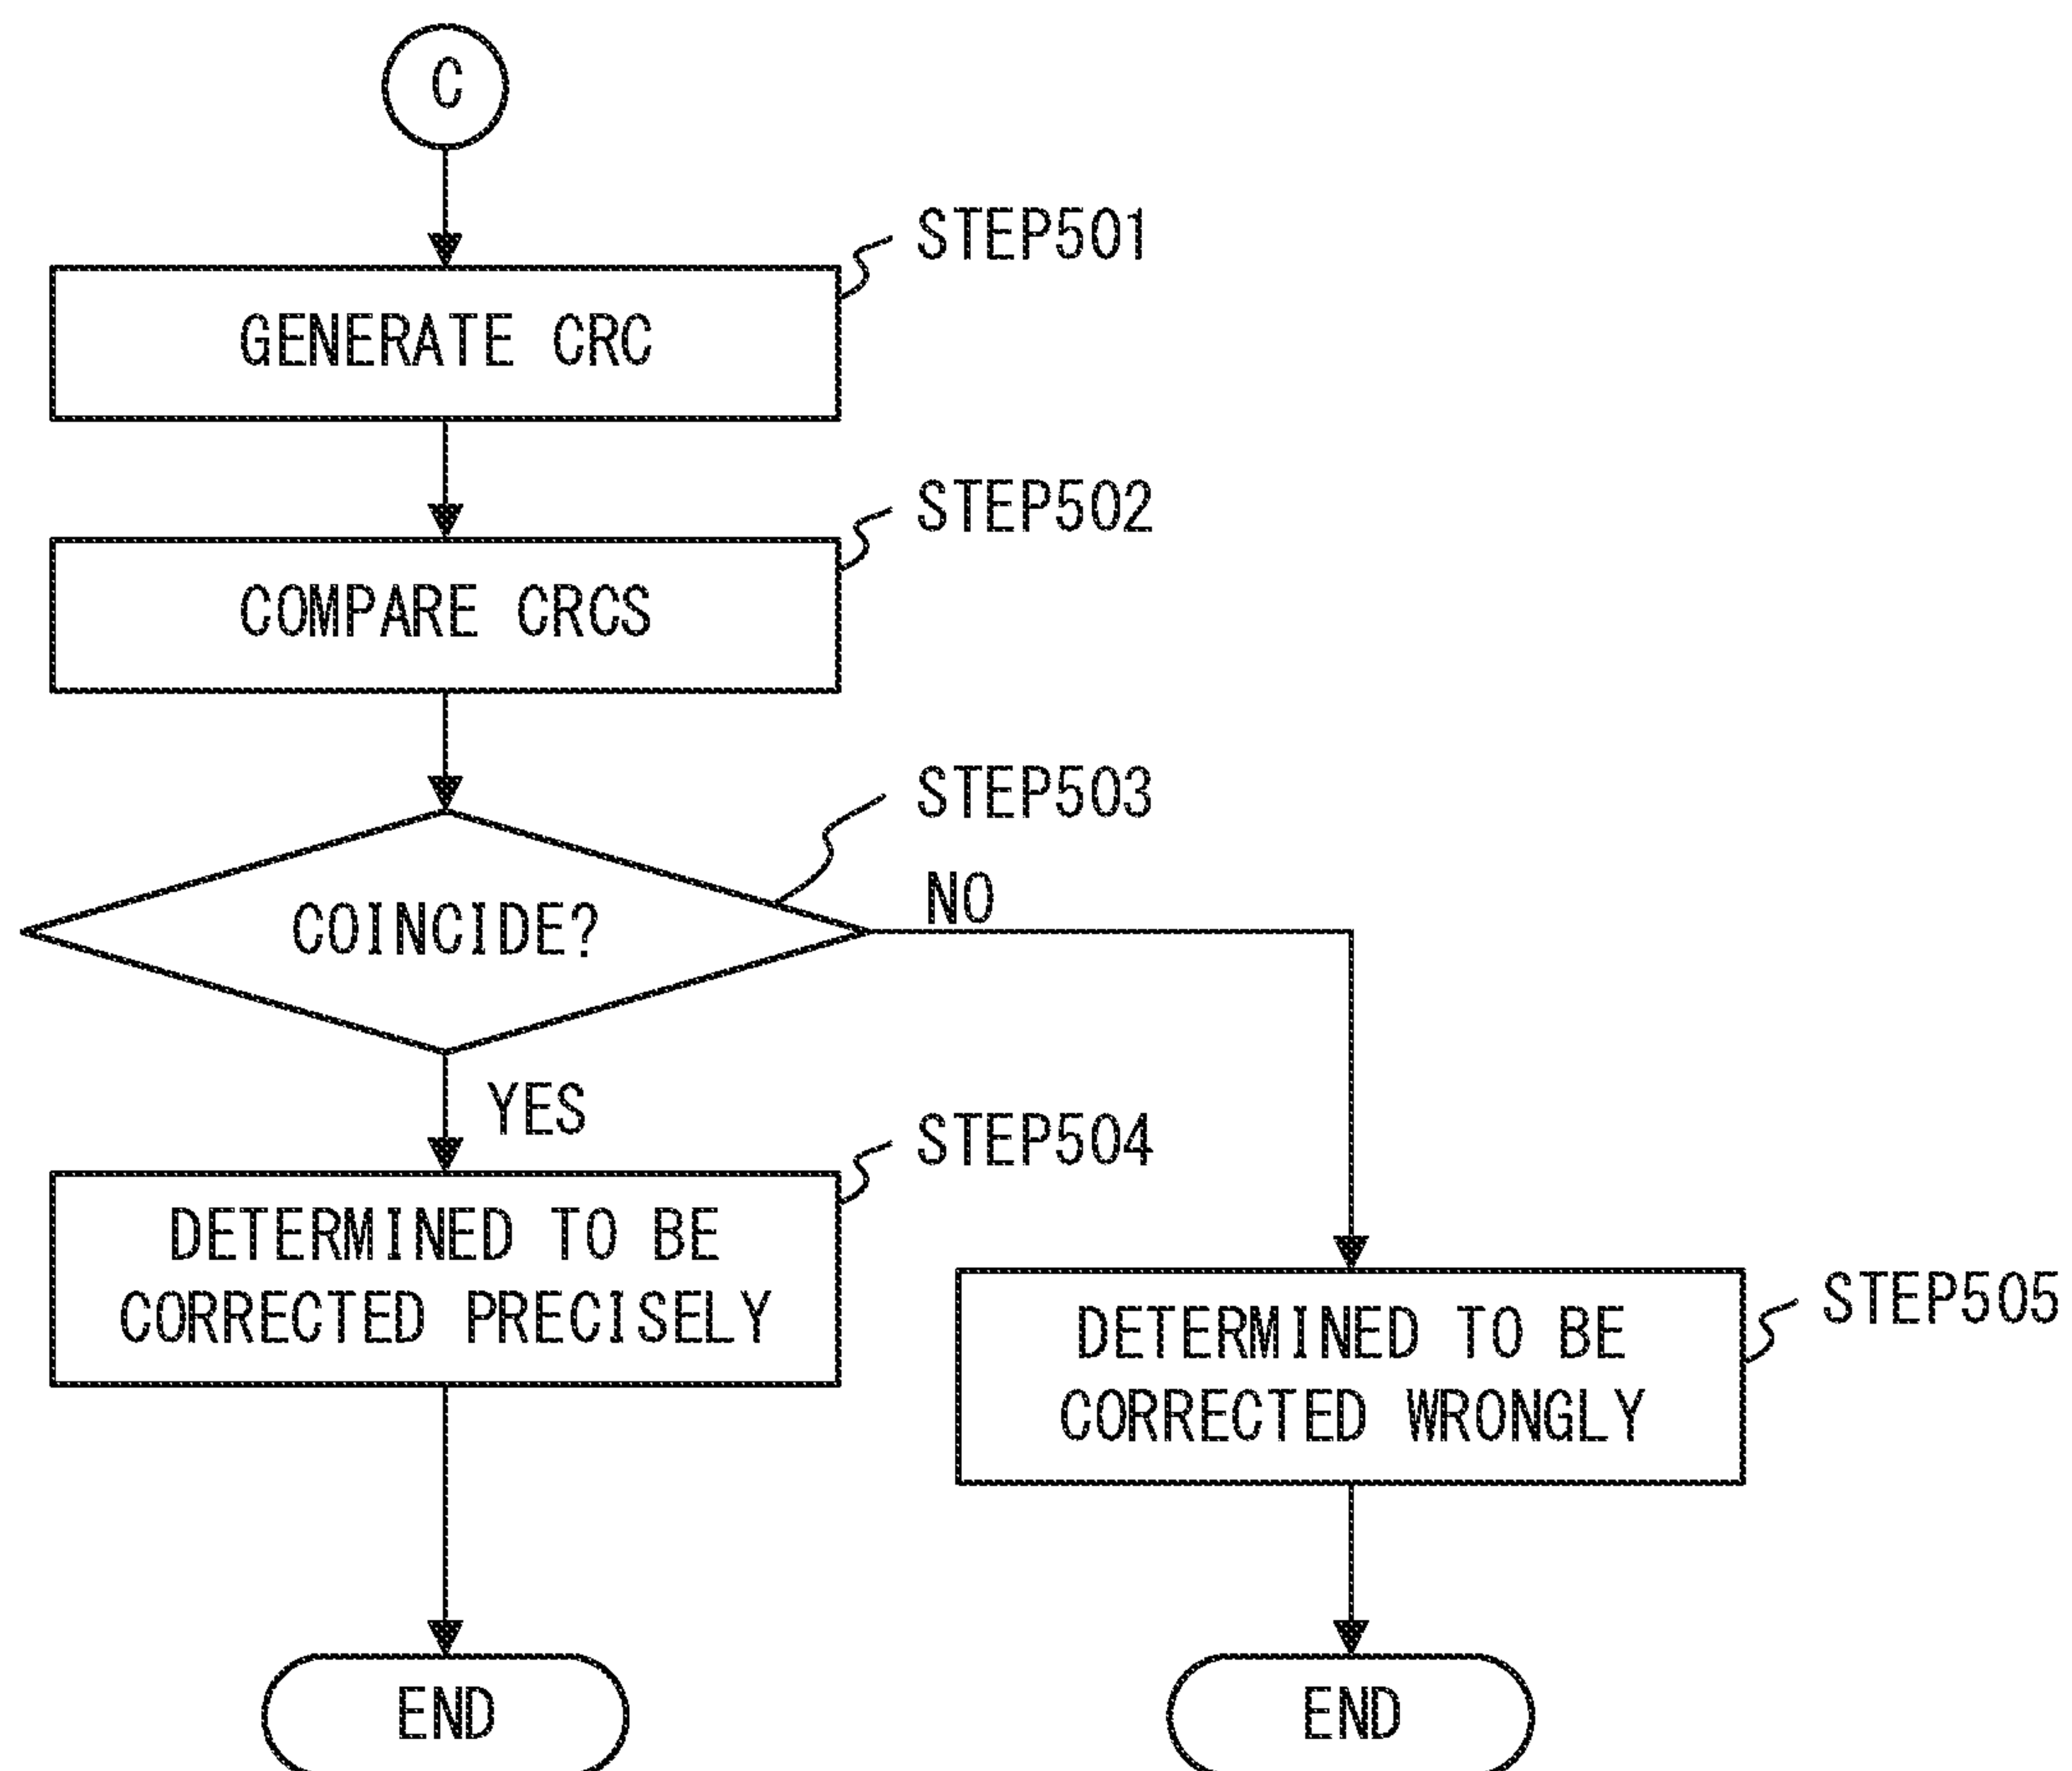 C
STEP501
GENERATE CRC
STEP502
COMPARE CRCS
STEP503
COINCIDE?
NO
YES
STEP504
DETERMINED TO BE
CORRECTED PRECISELY
STEP505
DETERMINED TO BE
CORRECTED WRONGLY
END
END